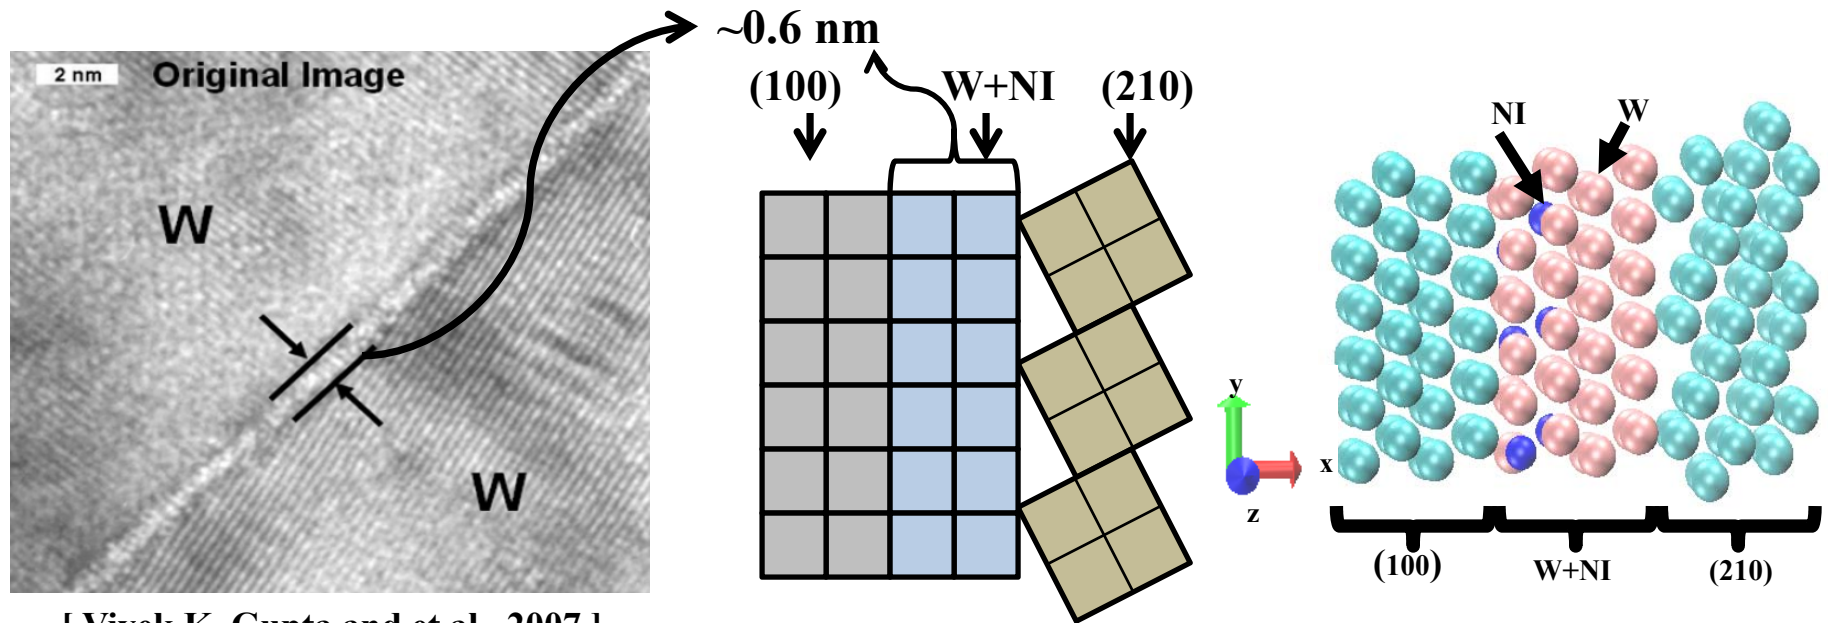 ~0.6 nm
2 nm
Original Image
W
W
[ Vivek K. Gupta and et al., 2007 ]
(100)
W+NI
(210)
y
x
z
NI
W
(100)
W+NI
(210)